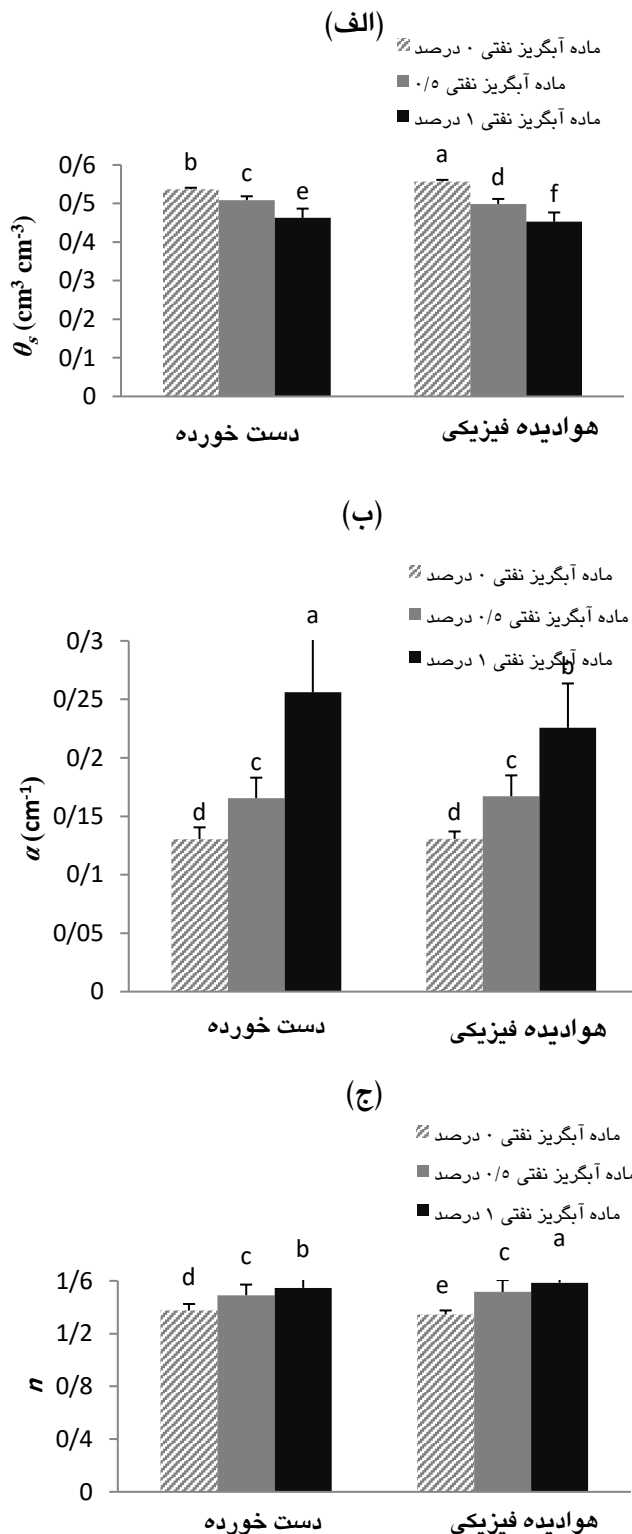 (الف)
ماده آبگریز نفتی ۰ درصد
ماده آبگریز نفتی ۰/۵
ماده آبگریز نفتی ۱ درصد
0/6
0/5
0/4
0/3
0/2
0/1
0
θs (cm³ cm⁻³)
b c e
a d f
دست خورده
هوادیده فیزیکی
(ب)
ماده آبگریز نفتی ۰ درصد
ماده آبگریز نفتی ۰/۵ درصد
ماده آبگریز نفتی ۱ درصد
0/3
0/25
0/2
0/15
0/1
0/05
0
α (cm⁻¹)
d c a
d c b
دست خورده
هوادیده فیزیکی
(ج)
ماده آبگریز نفتی ۰ درصد
ماده آبگریز نفتی ۰/۵ درصد
ماده آبگریز نفتی ۱ درصد
1/6
1/2
0/8
0/4
0
n
d c b
e c a
دست خورده
هوادیده فیزیکی